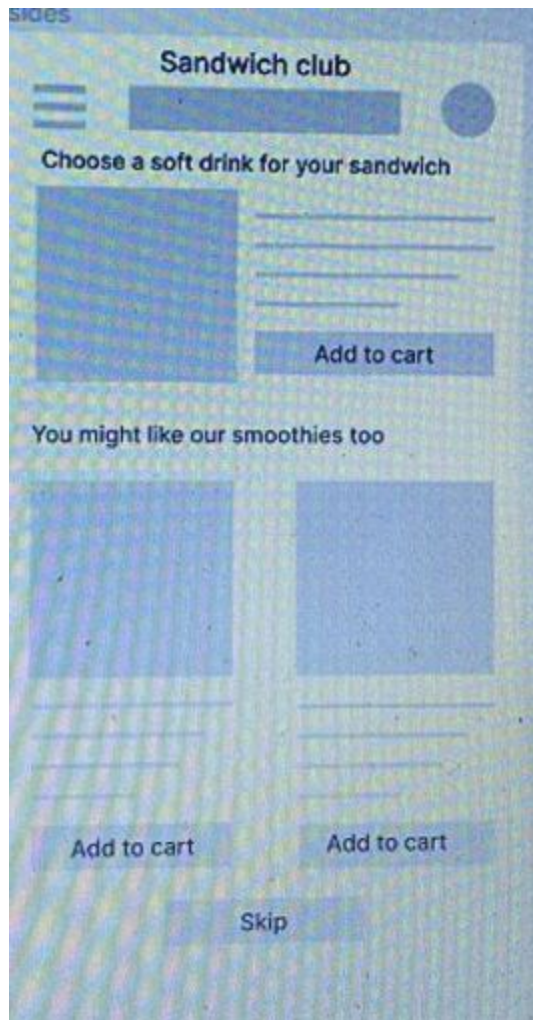 sides
Sandwich club
Choose a soft drink for your sandwich
Add to cart
You might like our smoothies too
Add to cart
Add to cart
Skip